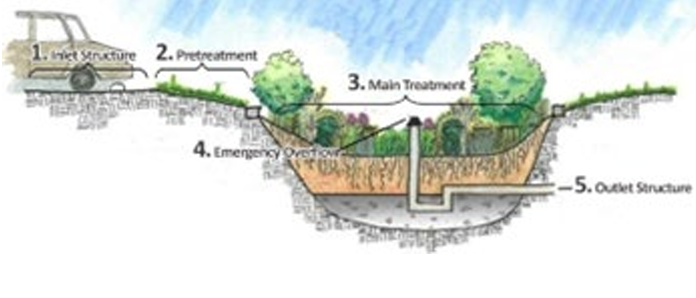 1. Inlet Structure
2. Pretreatment
3. Main Treatment
4. Emergency Overflow
5. Outlet Structure